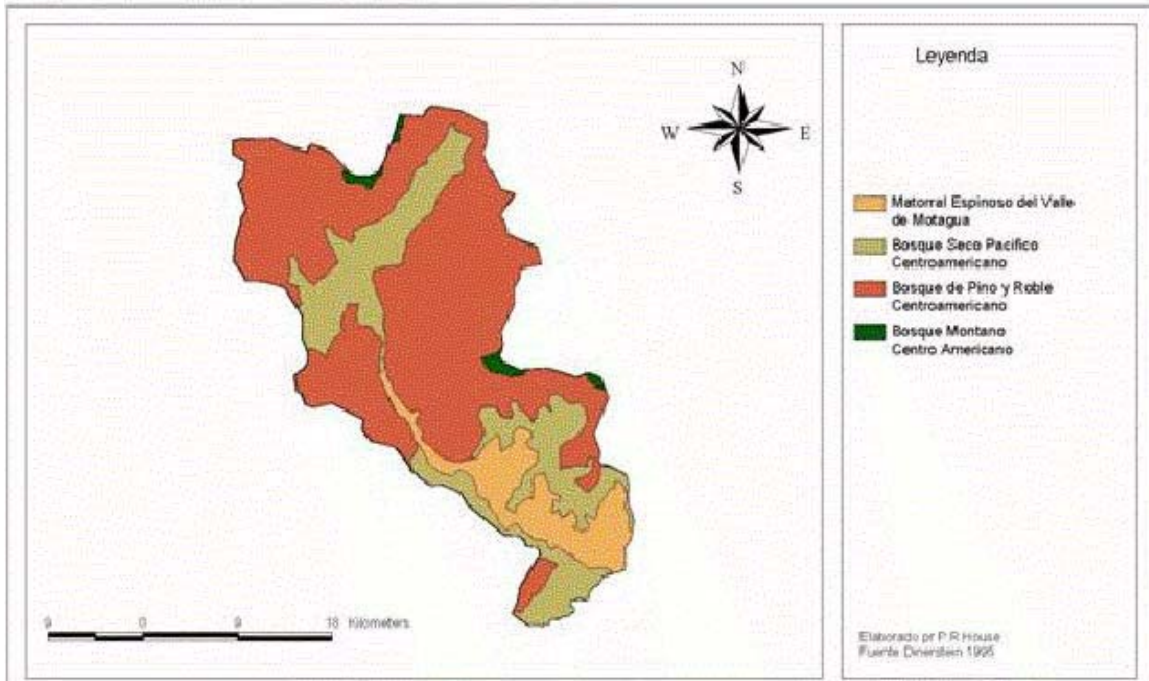 Leyenda
N
W E
S
Matorral Espinoso del Valle
de Motagua
Bosque Seco Pacifico
Centroamericano
Bosque de Pino y Roble
Centroamericano
Bosque Montano
Centro Americano
9 0 9 18 Kilometers
Elaborado pr P R House
Fuente Dinerstein 1995